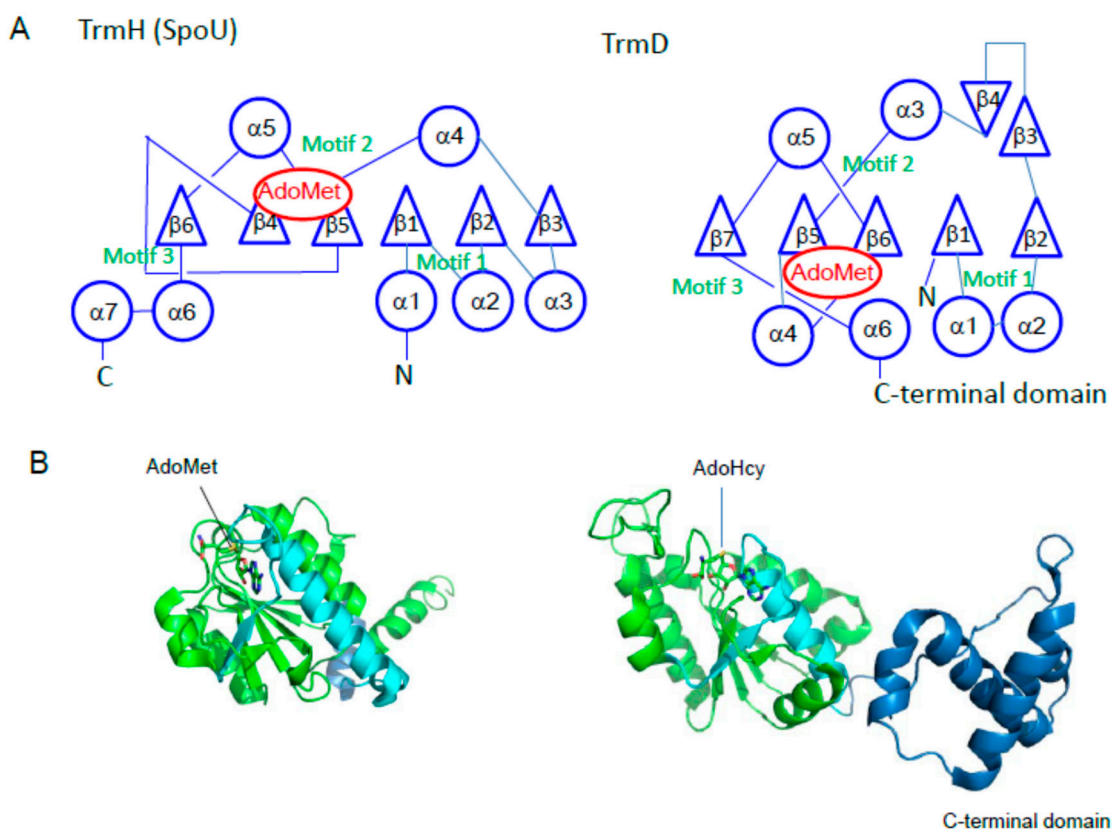 A
TrmH (SpoU)
TrmD
α5
Motif 2
α4
AdoMet
β6
β4
β5
β1
β2
β3
Motif 3
Motif 1
α7
α6
α1
α2
α3
C
N
β4
α3
β3
α5
Motif 2
β7
β5
β6
β1
β2
AdoMet
Motif 3
N
Motif 1
α4
α6
α1
α2
C-terminal domain
B
AdoMet
AdoHcy
C-terminal domain